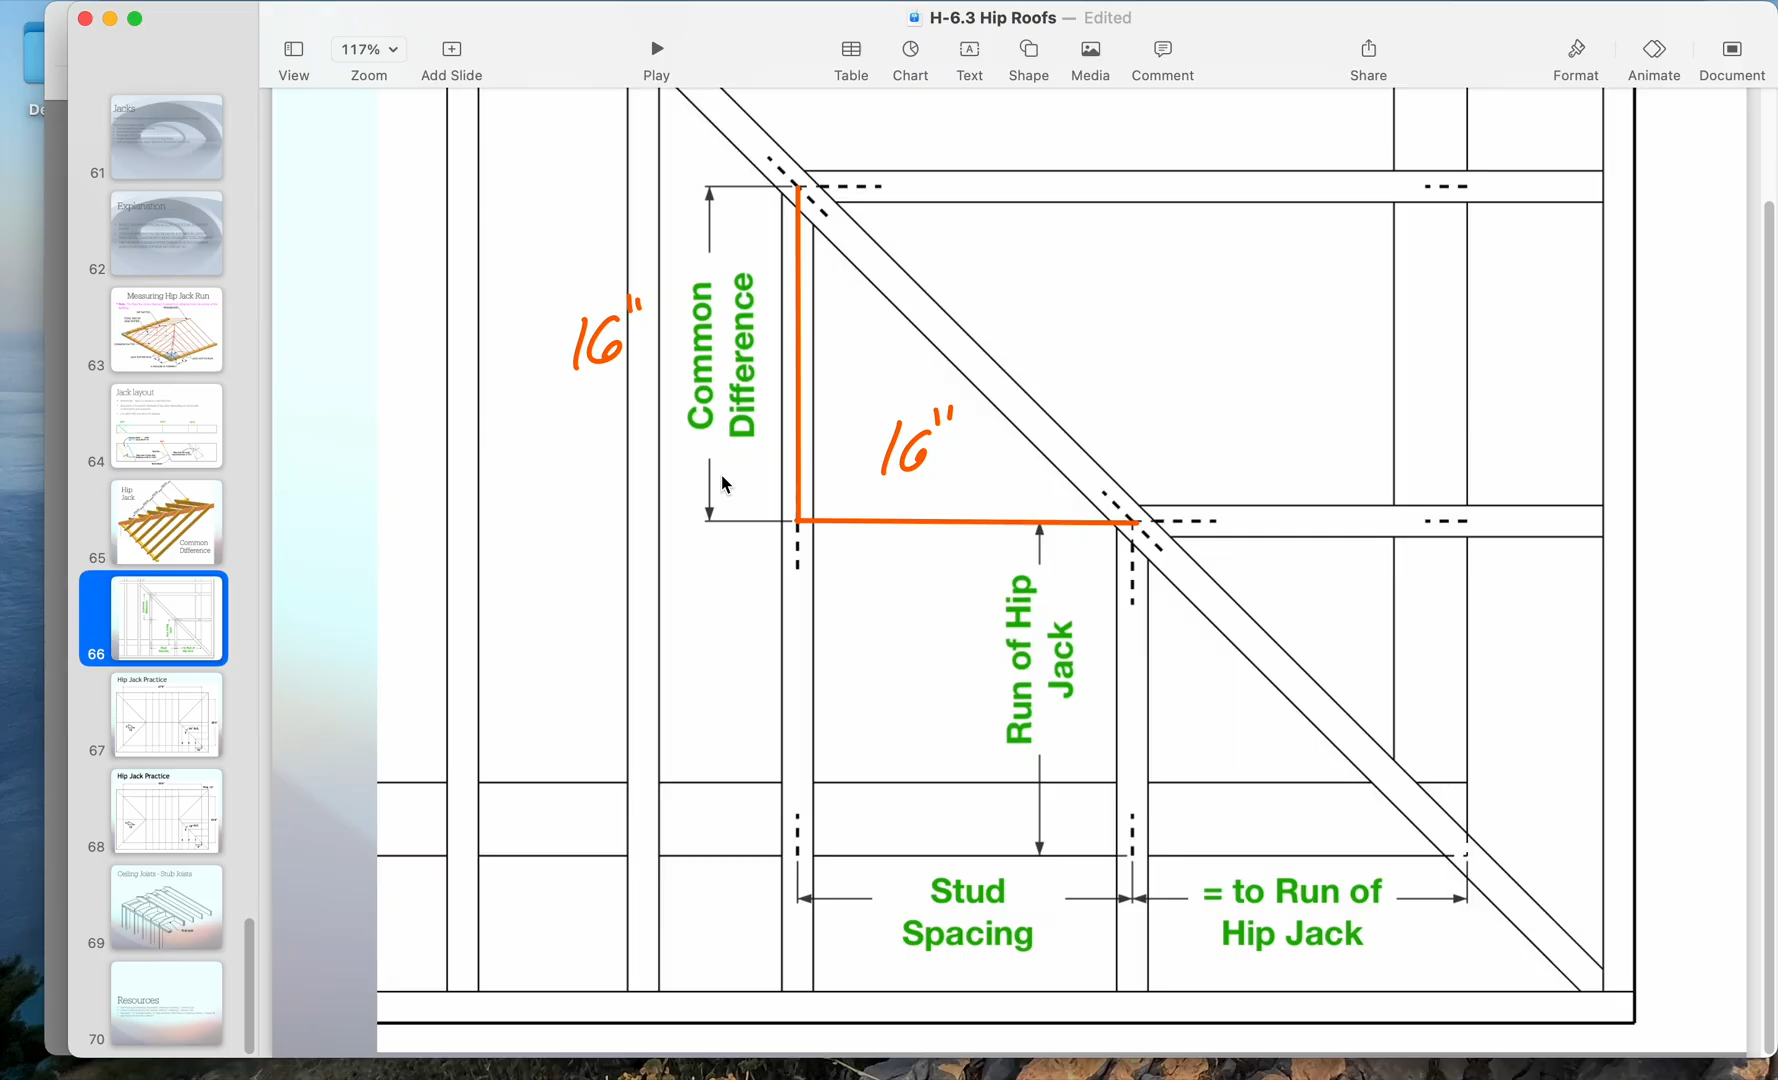 H-6.3 Hip Roofs — Edited
117%
View
Zoom
Add Slide
Play
Table
Chart
Text
Shape
Media
Comment
Share
Format
Animate
Document
De
Jacks
61
Explanation
62
Measuring Hip Jack Run
63
Jack layout
64
Hip
Jack
Common
Difference
65
66
Hip Jack Practice
67
Hip Jack Practice
68
Ceiling Joists - Stub Joists
69
Resources
70
16"
Common
Difference
16"
Run of Hip
Jack
Stud
Spacing
= to Run of
Hip Jack